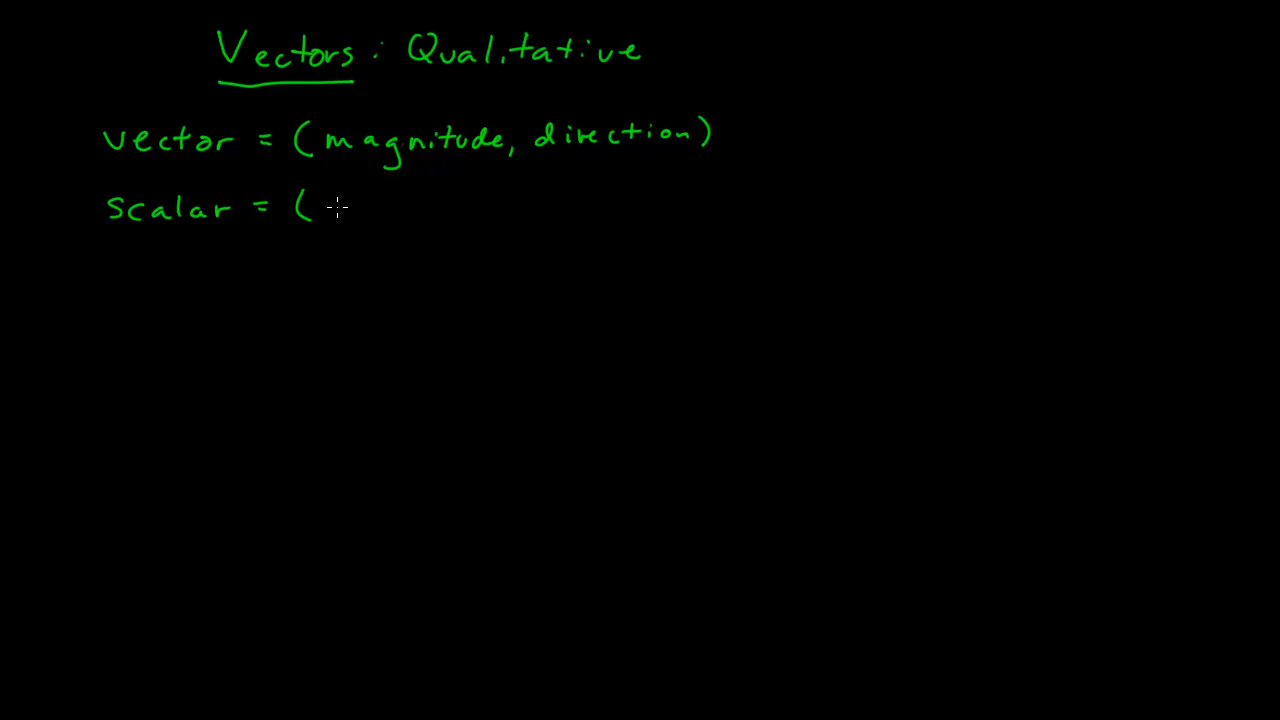 Vectors: Qualitative
vector = (magnitude, direction)
scalar = (